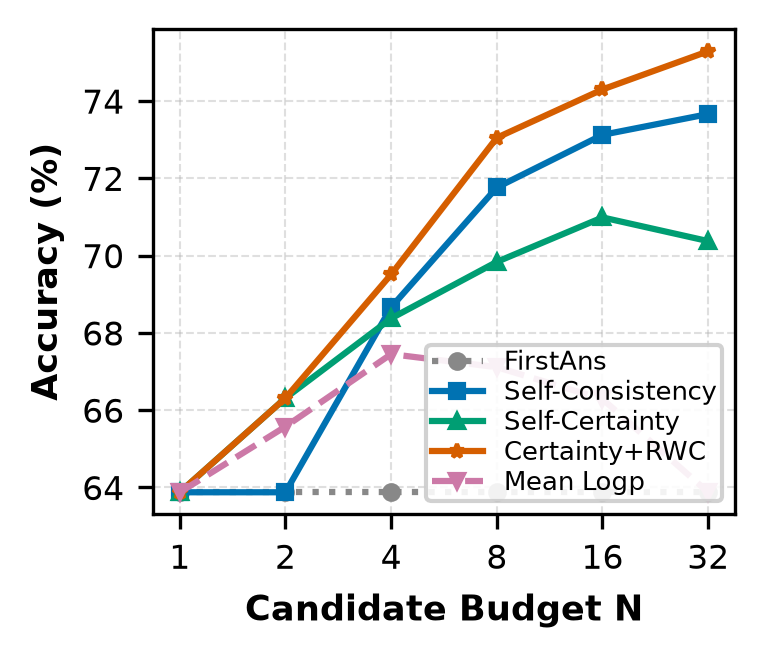 Accuracy (%)
74
72
70
68
66
64
FirstAns
Self-Consistency
Self-Certainty
Certainty+RWC
Mean Logp
1 2 4 8 16 32
Candidate Budget N